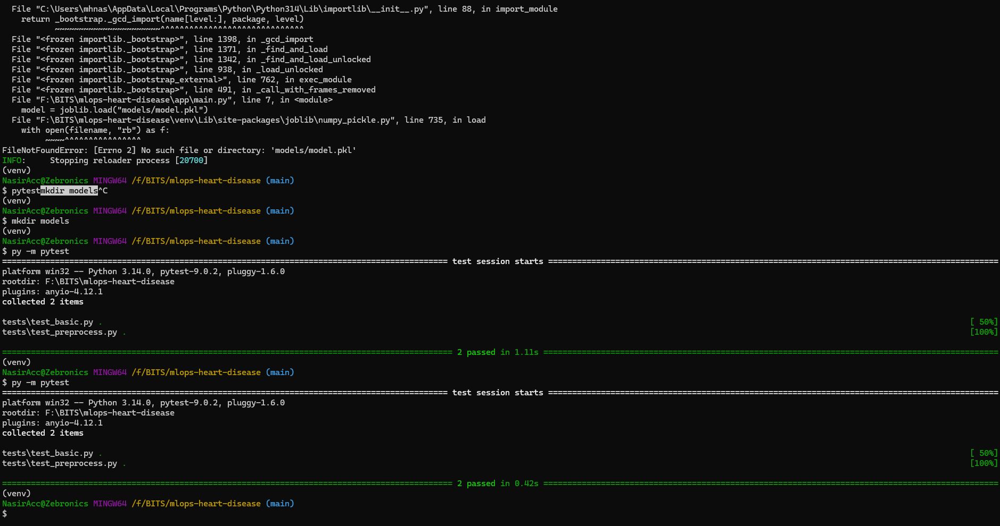 File "C:\Users\mhnas\AppData\Local\Programs\Python\Python314\Lib\importlib\__init__.py", line 88, in import_module
    return _bootstrap._gcd_import(name[level:], package, level)
           ~~~~~~~~~~~~~~~~~~~~~~^^^^^^^^^^^^^^^^^^^^^^^^^^^^^^
  File "<frozen importlib._bootstrap>", line 1398, in _gcd_import
  File "<frozen importlib._bootstrap>", line 1371, in _find_and_load
  File "<frozen importlib._bootstrap>", line 1342, in _find_and_load_unlocked
  File "<frozen importlib._bootstrap>", line 938, in _load_unlocked
  File "<frozen importlib._bootstrap_external>", line 762, in exec_module
  File "<frozen importlib._bootstrap>", line 491, in _call_with_frames_removed
  File "F:\BITS\mlops-heart-disease\app\main.py", line 7, in <module>
    model = joblib.load("models/model.pkl")
  File "F:\BITS\mlops-heart-disease\venv\Lib\site-packages\joblib\numpy_pickle.py", line 735, in load
    with open(filename, "rb") as f:
         ~~~~^^^^^^^^^^^^^^^^
FileNotFoundError: [Errno 2] No such file or directory: 'models/model.pkl'
INFO:     Stopping reloader process [20700]
(venv)
NasirAcc@Zebronics MINGW64 /f/BITS/mlops-heart-disease (main)
$ pytestmkdir models^C
(venv)
NasirAcc@Zebronics MINGW64 /f/BITS/mlops-heart-disease (main)
$ mkdir models
(venv)
NasirAcc@Zebronics MINGW64 /f/BITS/mlops-heart-disease (main)
$ py -m pytest
============================= test session starts =============================
platform win32 -- Python 3.14.0, pytest-9.0.2, pluggy-1.6.0
rootdir: F:\BITS\mlops-heart-disease
plugins: anyio-4.12.1
collected 2 items
tests\test_basic.py . [ 50%]
tests\test_preprocess.py . [100%]
============================= 2 passed in 1.11s =============================
(venv)
NasirAcc@Zebronics MINGW64 /f/BITS/mlops-heart-disease (main)
$ py -m pytest
============================= test session starts =============================
platform win32 -- Python 3.14.0, pytest-9.0.2, pluggy-1.6.0
rootdir: F:\BITS\mlops-heart-disease
plugins: anyio-4.12.1
collected 2 items
tests\test_basic.py . [ 50%]
tests\test_preprocess.py . [100%]
============================= 2 passed in 0.42s =============================
(venv)
NasirAcc@Zebronics MINGW64 /f/BITS/mlops-heart-disease (main)
$